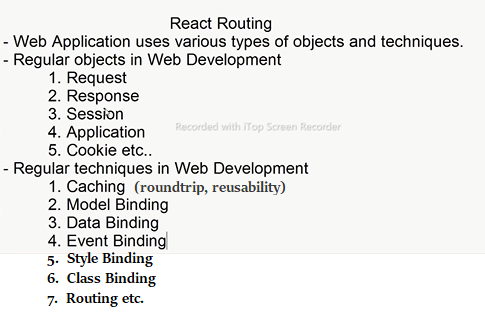 React Routing
- Web Application uses various types of objects and techniques.
- Regular objects in Web Development
1. Request
2. Response
3. Session
4. Application
Recorded with iTop Screen Recorder
5. Cookie etc..
- Regular techniques in Web Development
1. Caching (roundtrip, reusability)
2. Model Binding
3. Data Binding
4. Event Binding
5. Style Binding
6. Class Binding
7. Routing etc.